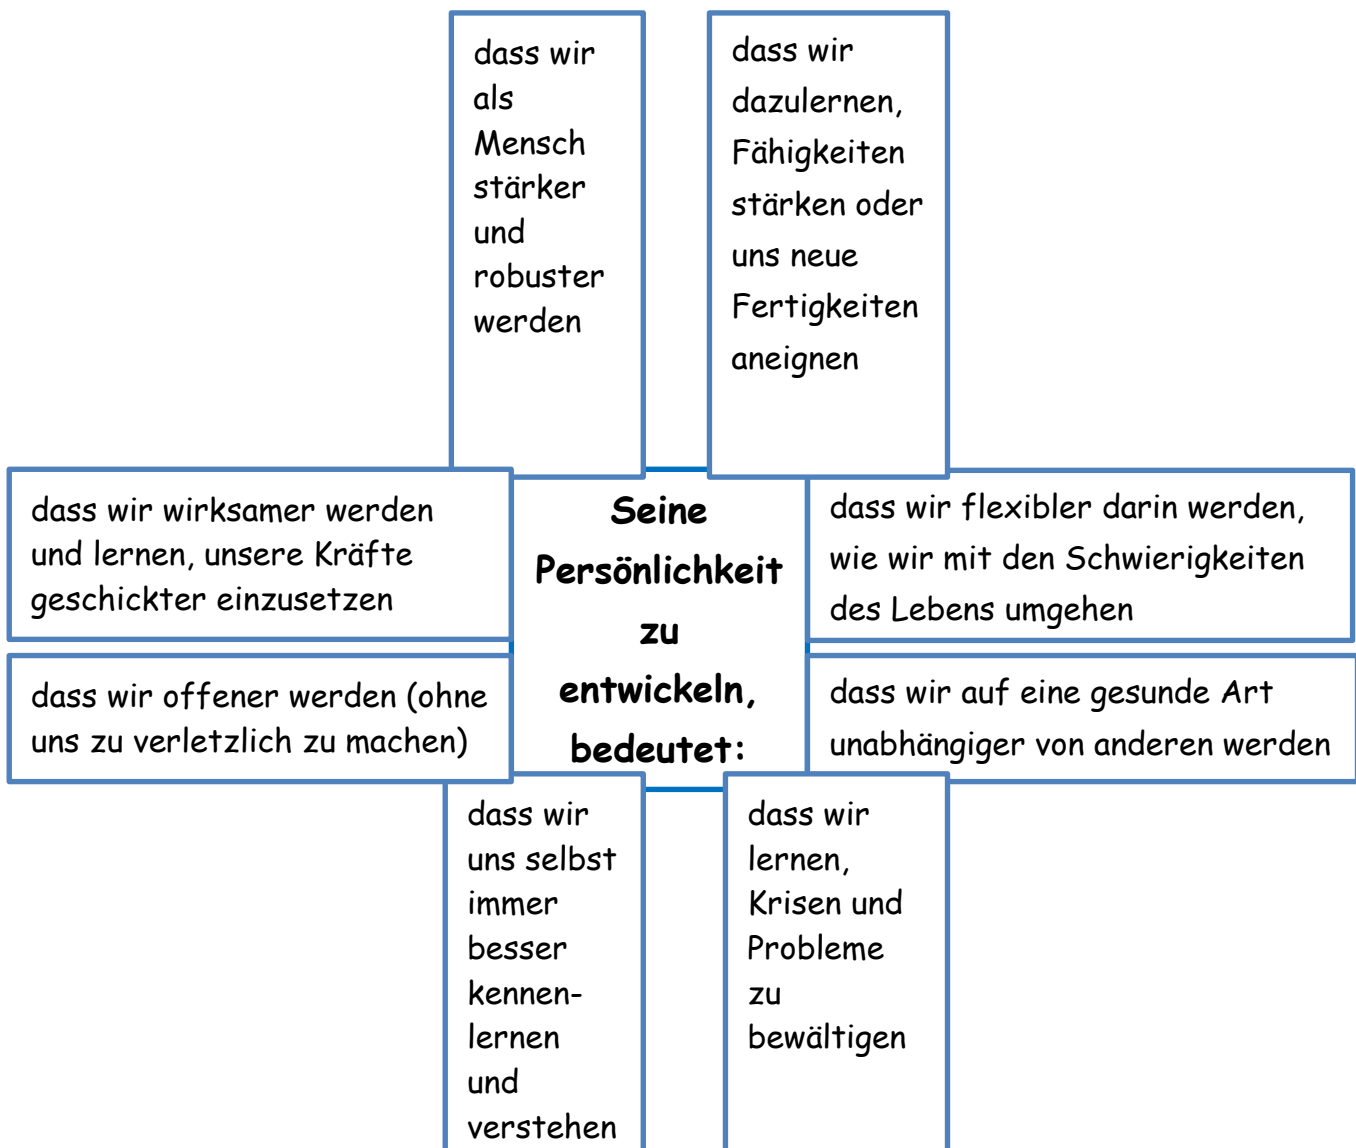 dass wir
als
Mensch
stärker
und
robuster
werden
dass wir
dazulernen,
Fähigkeiten
stärken oder
uns neue
Fertigkeiten
aneignen
dass wir wirksamer werden
und lernen, unsere Kräfte
geschickter einzusetzen
Seine
Persönlichkeit
zu
entwickeln,
bedeutet:
dass wir flexibler darin werden,
wie wir mit den Schwierigkeiten
des Lebens umgehen
dass wir offener werden (ohne
uns zu verletzlich zu machen)
dass wir auf eine gesunde Art
unabhängiger von anderen werden
dass wir
uns selbst
immer
besser
kennen-
lernen
und
verstehen
dass wir
lernen,
Krisen und
Probleme
zu
bewältigen